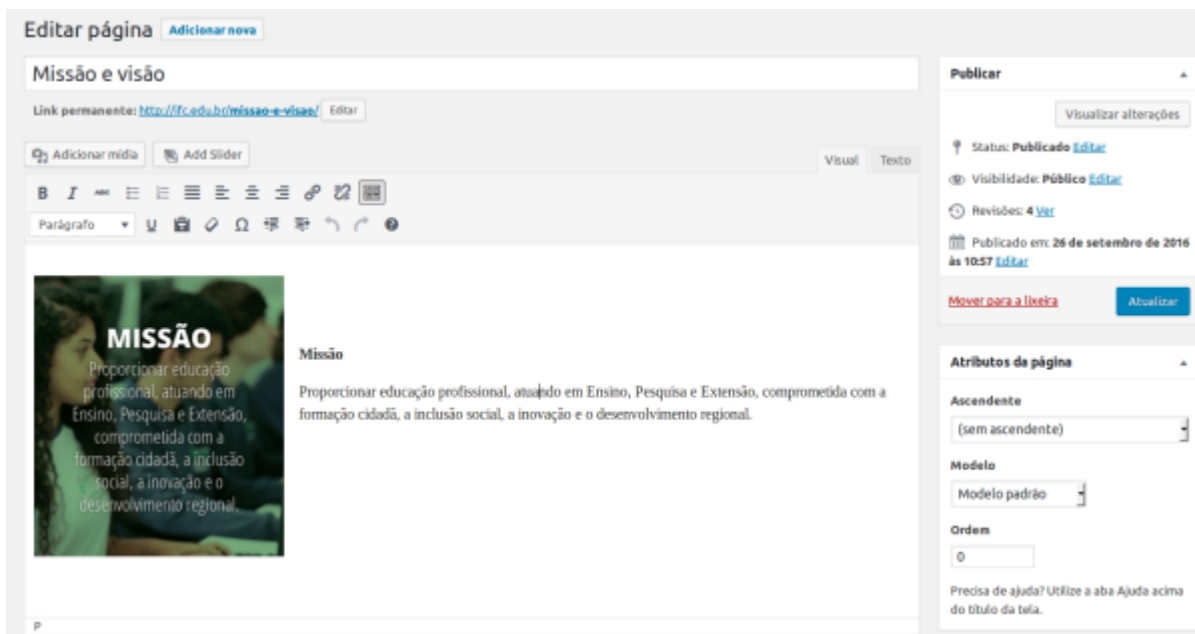 Editar página Adicionar nova
Missão e visão
Link permanente: http://ifc.edu.br/missao-e-visao/ Editar
Adicionar mídia Add Slider
Visual Texto
B I ABC
Parágrafo U Ω
MISSÃO
Proporcionar educação
profissional, atuando em
Ensino, Pesquisa e Extensão,
comprometida com a
formação cidadã, a inclusão
social, a inovação e o
desenvolvimento regional.
Missão
Proporcionar educação profissional, atuando em Ensino, Pesquisa e Extensão, comprometida com a
formação cidadã, a inclusão social, a inovação e o desenvolvimento regional.
P
Publicar
Visualizar alterações
Status: Publicado Editar
Visibilidade: Público Editar
Revisões: 4 Ver
Publicado em: 26 de setembro de 2016
às 10:57 Editar
Mover para a lixeira Atualizar
Atributos da página
Ascendente
(sem ascendente)
Modelo
Modelo padrão
Ordem
0
Precisa de ajuda? Utilize a aba Ajuda acima
do título da tela.